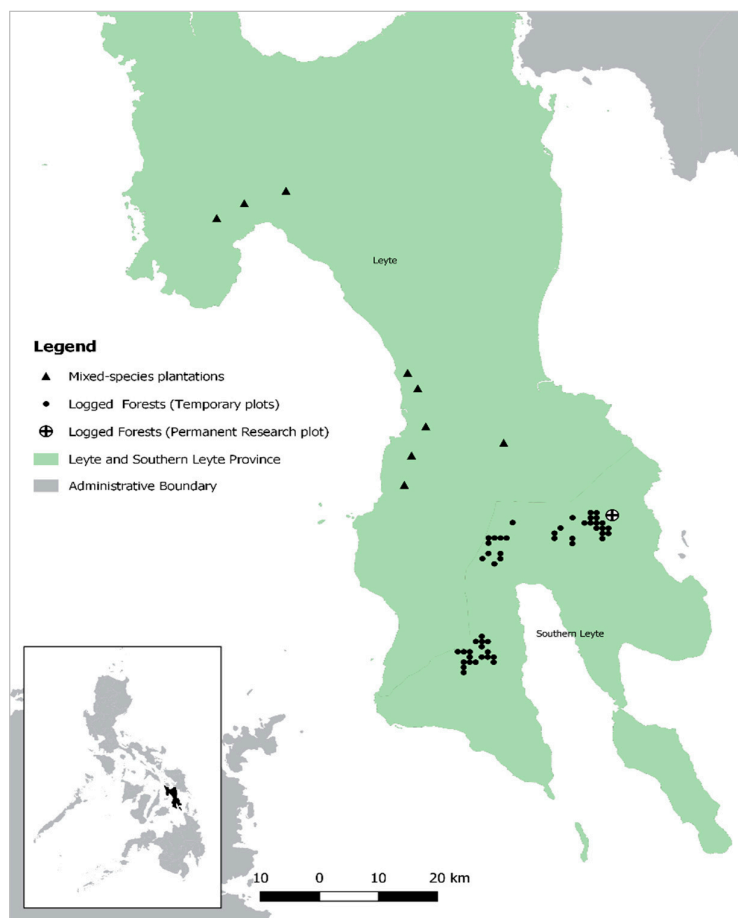 Leyte
Legend
Mixed-species plantations
Logged Forests (Temporary plots)
Logged Forests (Permanent Research plot)
Leyte and Southern Leyte Province
Administrative Boundary
Southern Leyte
10 0 10 20 km